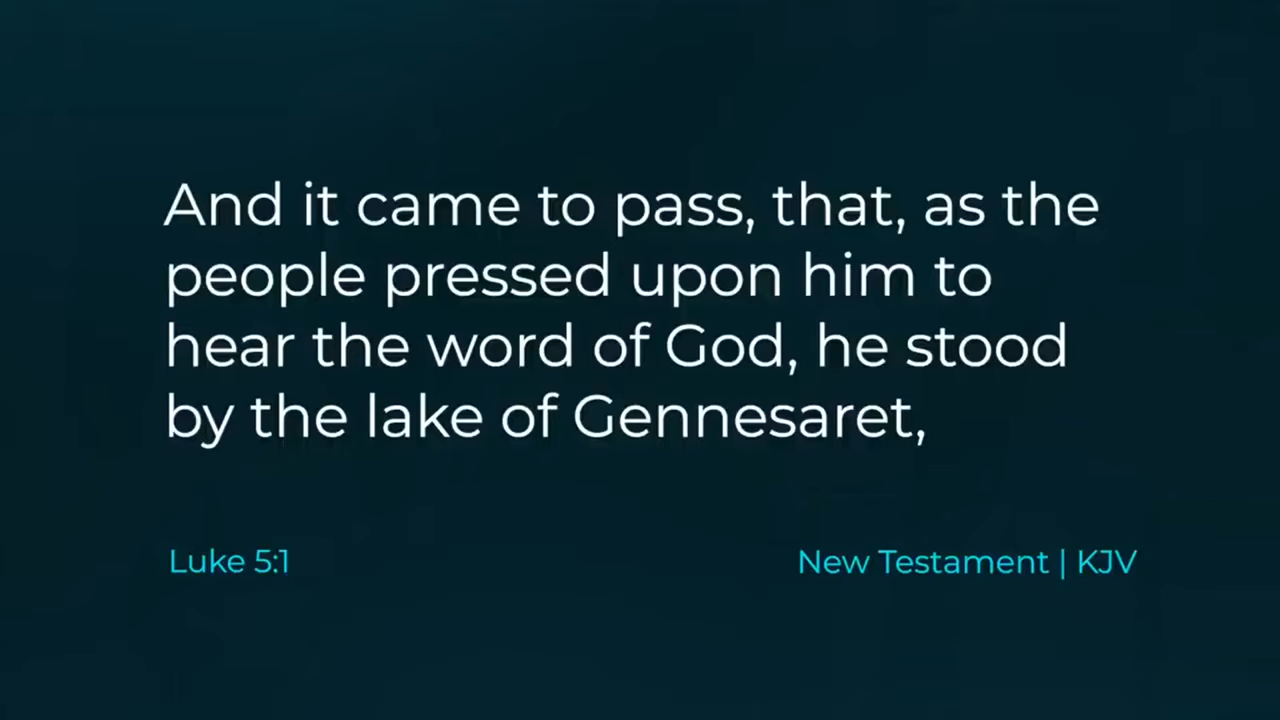 And it came to pass, that, as the
people pressed upon him to
hear the word of God, he stood
by the lake of Gennesaret,
Luke 5:1
New Testament | KJV